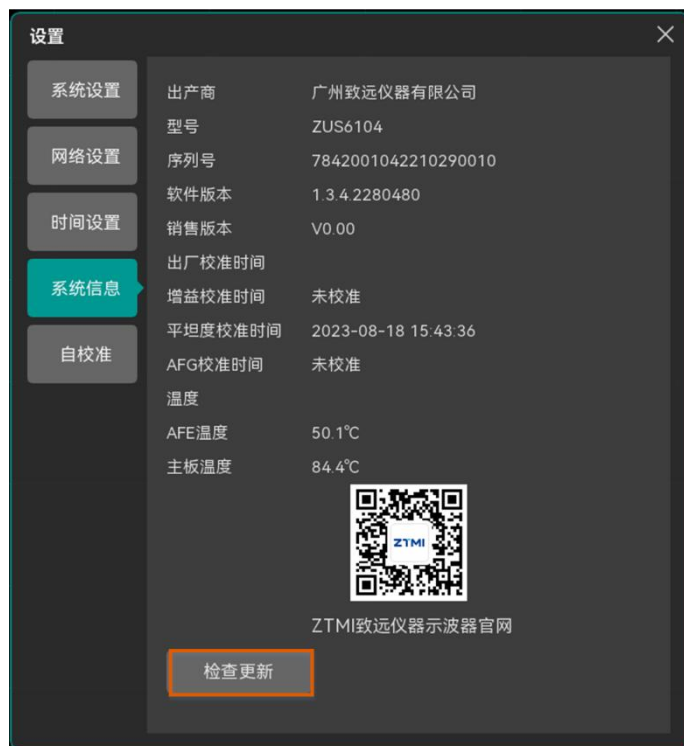 设置
系统设置
网络设置
时间设置
系统信息
自校准
出产商 广州致远仪器有限公司
型号 ZUS6104
序列号 7842001042210290010
软件版本 1.3.4.2280480
销售版本 V0.00
出厂校准时间
增益校准时间 未校准
平坦度校准时间 2023-08-18 15:43:36
AFG校准时间 未校准
温度
AFE温度 50.1℃
主板温度 84.4℃
ZTMI
ZTMI致远仪器示波器官网
检查更新